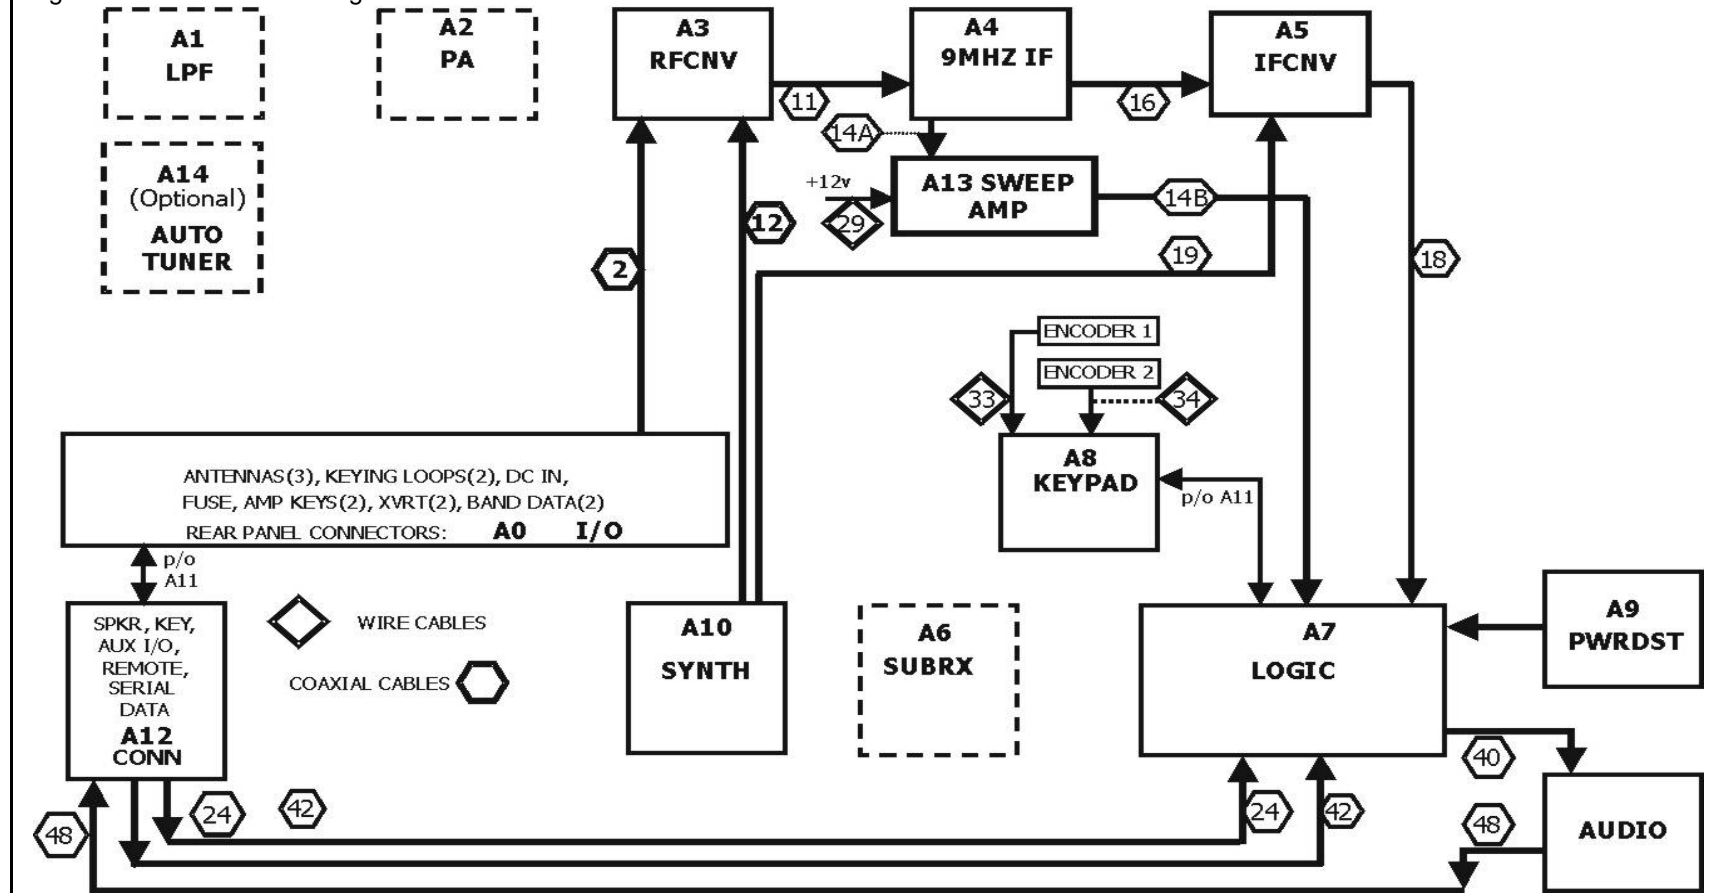 A1
LPF
A2
PA
A3
RFCNV
A4
9MHZ IF
A5
IFCNV
11
16
14A
A14
(Optional)
AUTO
TUNER
+12v
29
A13 SWEEP
AMP
14B
12
2
19
18
ENCODER 1
ENCODER 2
33
34
A8
KEYPAD
p/o A11
ANTENNAS(3), KEYING LOOPS(2), DC IN,
FUSE, AMP KEYS(2), XVRT(2), BAND DATA(2)
REAR PANEL CONNECTORS: A0 I/O
p/o
A11
SPKR, KEY,
AUX I/O,
REMOTE,
SERIAL
DATA
A12
CONN
WIRE CABLES
COAXIAL CABLES
A10
SYNTH
A6
SUBRX
A7
LOGIC
A9
PWRDST
40
48
24
42
24
42
48
AUDIO